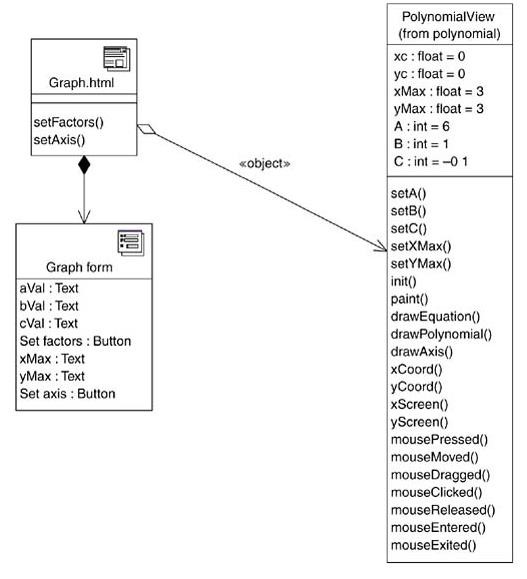 Graph.html
setFactors()
setAxis()
«object»
Graph form
aVal : Text
bVal : Text
cVal : Text
Set factors : Button
xMax : Text
yMax : Text
Set axis : Button
PolynomialView
(from polynomial)
xc : float = 0
yc : float = 0
xMax : float = 3
yMax : float = 3
A : int = 6
B : int = 1
C : int = –0 1
setA()
setB()
setC()
setXMax()
setYMax()
init()
paint()
drawEquation()
drawPolynomial()
drawAxis()
xCoord()
yCoord()
xScreen()
yScreen()
mousePressed()
mouseMoved()
mouseDragged()
mouseClicked()
mouseReleased()
mouseEntered()
mouseExited()